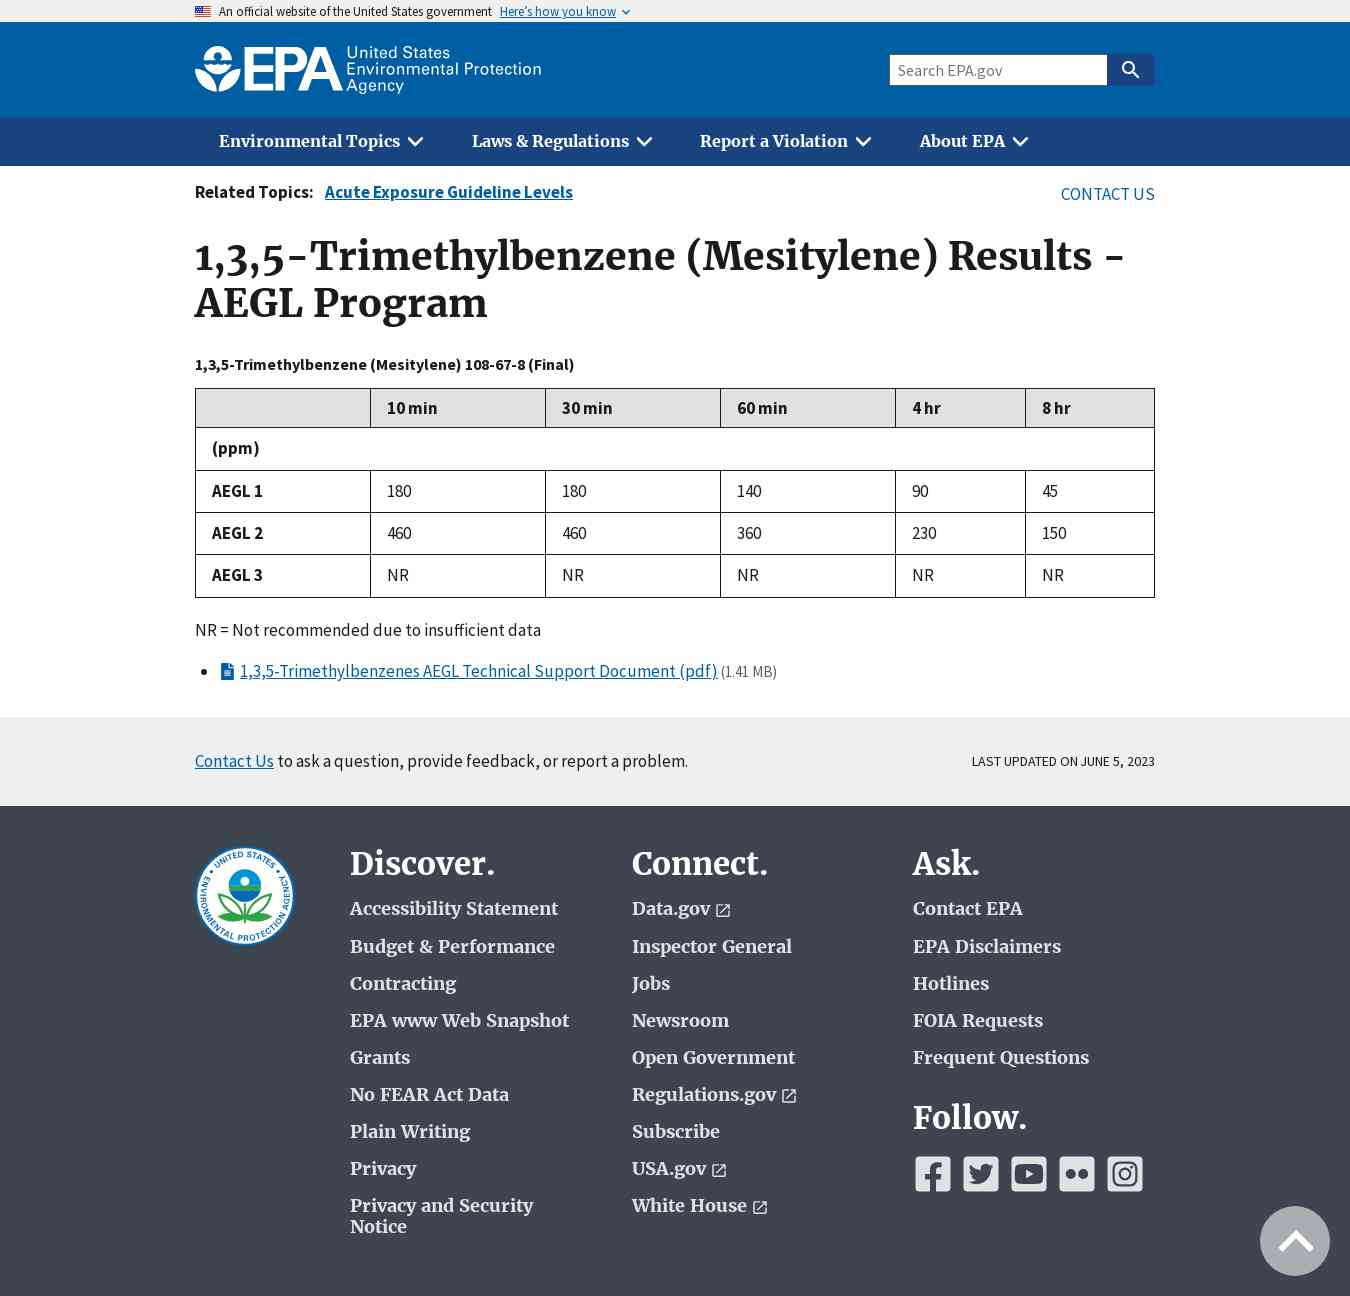 An official website of the United States government Here's how you know
EPA United States
Environmental Protection
Agency
Search EPA.gov
Environmental Topics Laws & Regulations Report a Violation About EPA
Related Topics: Acute Exposure Guideline Levels CONTACT US
1,3,5-Trimethylbenzene (Mesitylene) Results -
AEGL Program
1,3,5-Trimethylbenzene (Mesitylene) 108-67-8 (Final)
10 min 30 min 60 min 4 hr 8 hr
(ppm)
AEGL 1 180 180 140 90 45
AEGL 2 460 460 360 230 150
AEGL 3 NR NR NR NR NR
NR = Not recommended due to insufficient data
1,3,5-Trimethylbenzenes AEGL Technical Support Document (pdf) (1.41 MB)
Contact Us to ask a question, provide feedback, or report a problem. LAST UPDATED ON JUNE 5, 2023
UNITED STATES ENVIRONMENTAL PROTECTION AGENCY
Discover.
Accessibility Statement
Budget & Performance
Contracting
EPA www Web Snapshot
Grants
No FEAR Act Data
Plain Writing
Privacy
Privacy and Security
Notice
Connect.
Data.gov
Inspector General
Jobs
Newsroom
Open Government
Regulations.gov
Subscribe
USA.gov
White House
Ask.
Contact EPA
EPA Disclaimers
Hotlines
FOIA Requests
Frequent Questions
Follow.